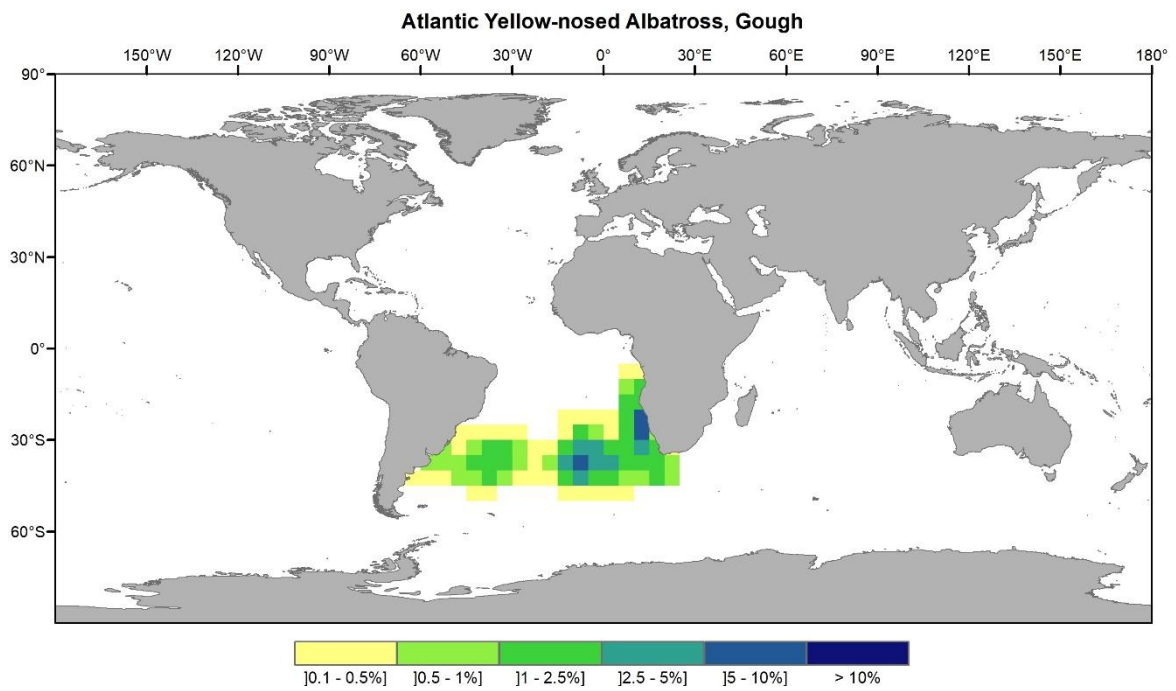 Atlantic Yellow-nosed Albatross, Gough
150°W 120°W 90°W 60°W 30°W 0° 30°E 60°E 90°E 120°E 150°E 180°
90°
60°N
30°N
0°
30°S
60°S
]0.1 - 0.5%] ]0.5 - 1%] ]1 - 2.5%] ]2.5 - 5%] ]5 - 10%] > 10%